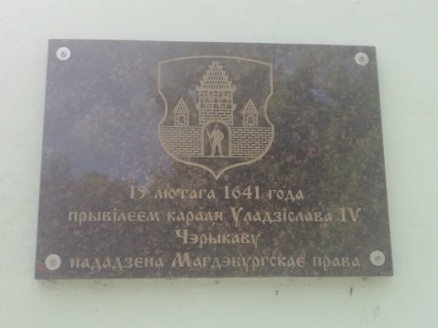 15 лютага 1641 года
прывілеем караля Уладзіслава IV
Чэрыкаву
нададзена Магдэбургскае права